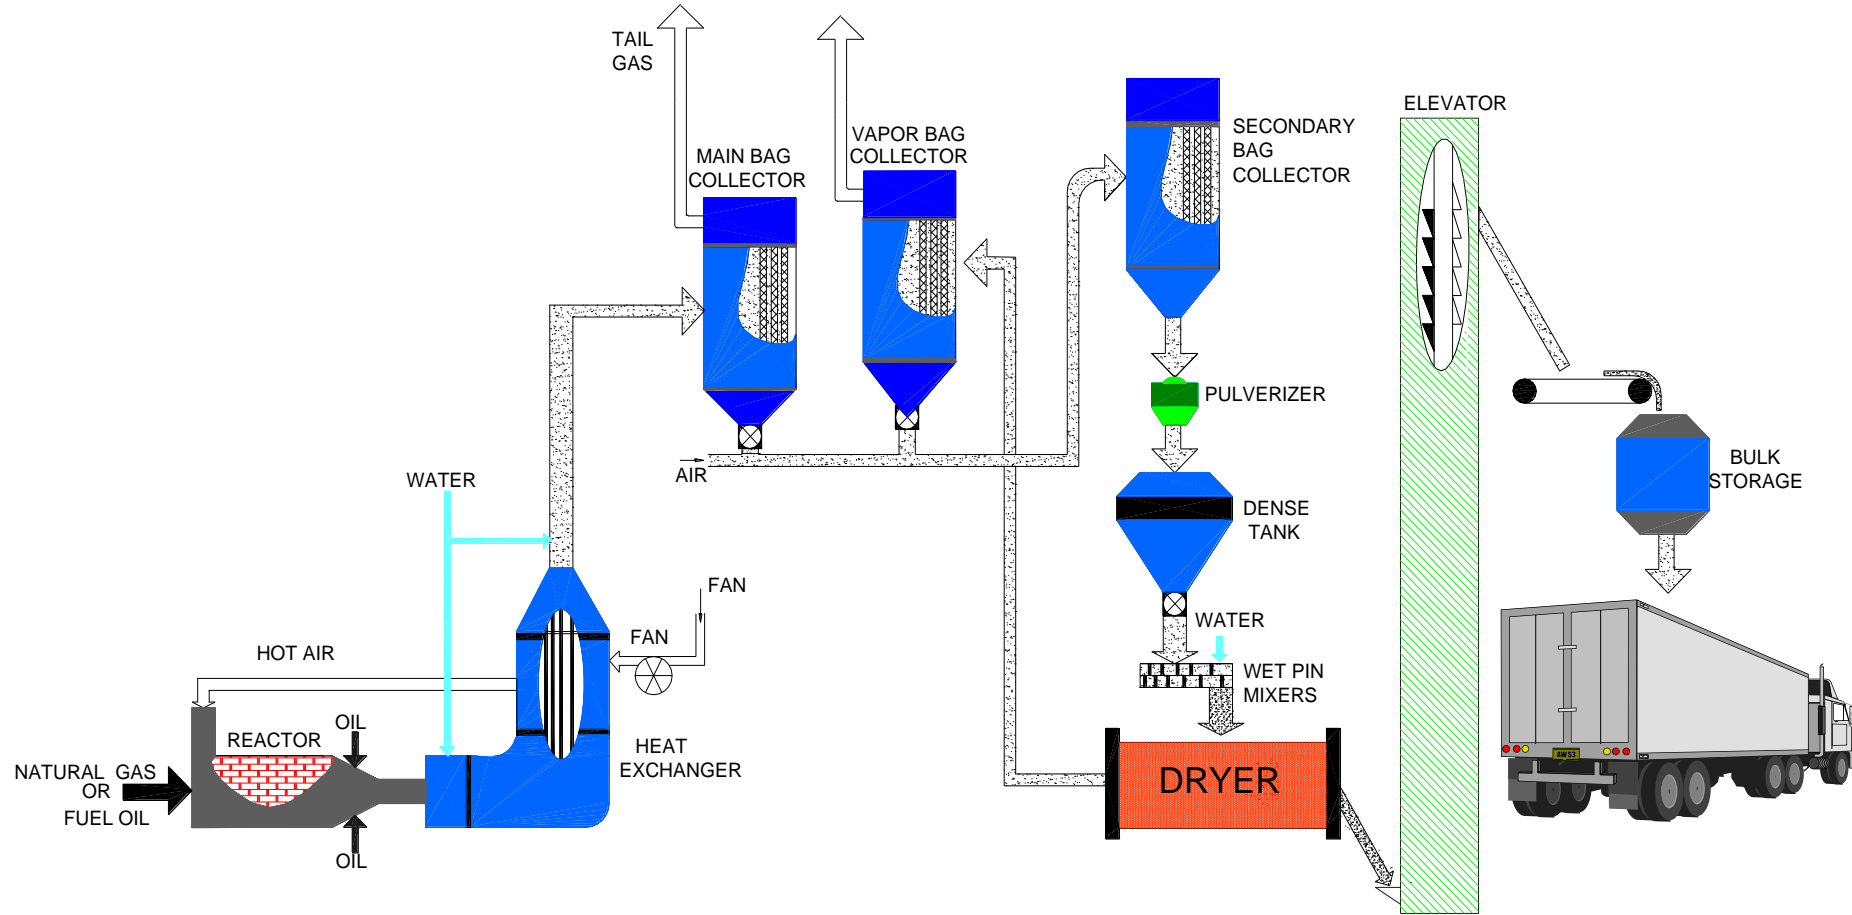 TAIL
GAS
MAIN BAG
COLLECTOR
VAPOR BAG
COLLECTOR
SECONDARY
BAG
COLLECTOR
ELEVATOR
PULVERIZER
AIR
WATER
DENSE
TANK
BULK
STORAGE
FAN
FAN
WATER
WET PIN
MIXERS
HOT AIR
OIL
REACTOR
HEAT
EXCHANGER
NATURAL GAS
OR
FUEL OIL
OIL
DRYER
AW 53